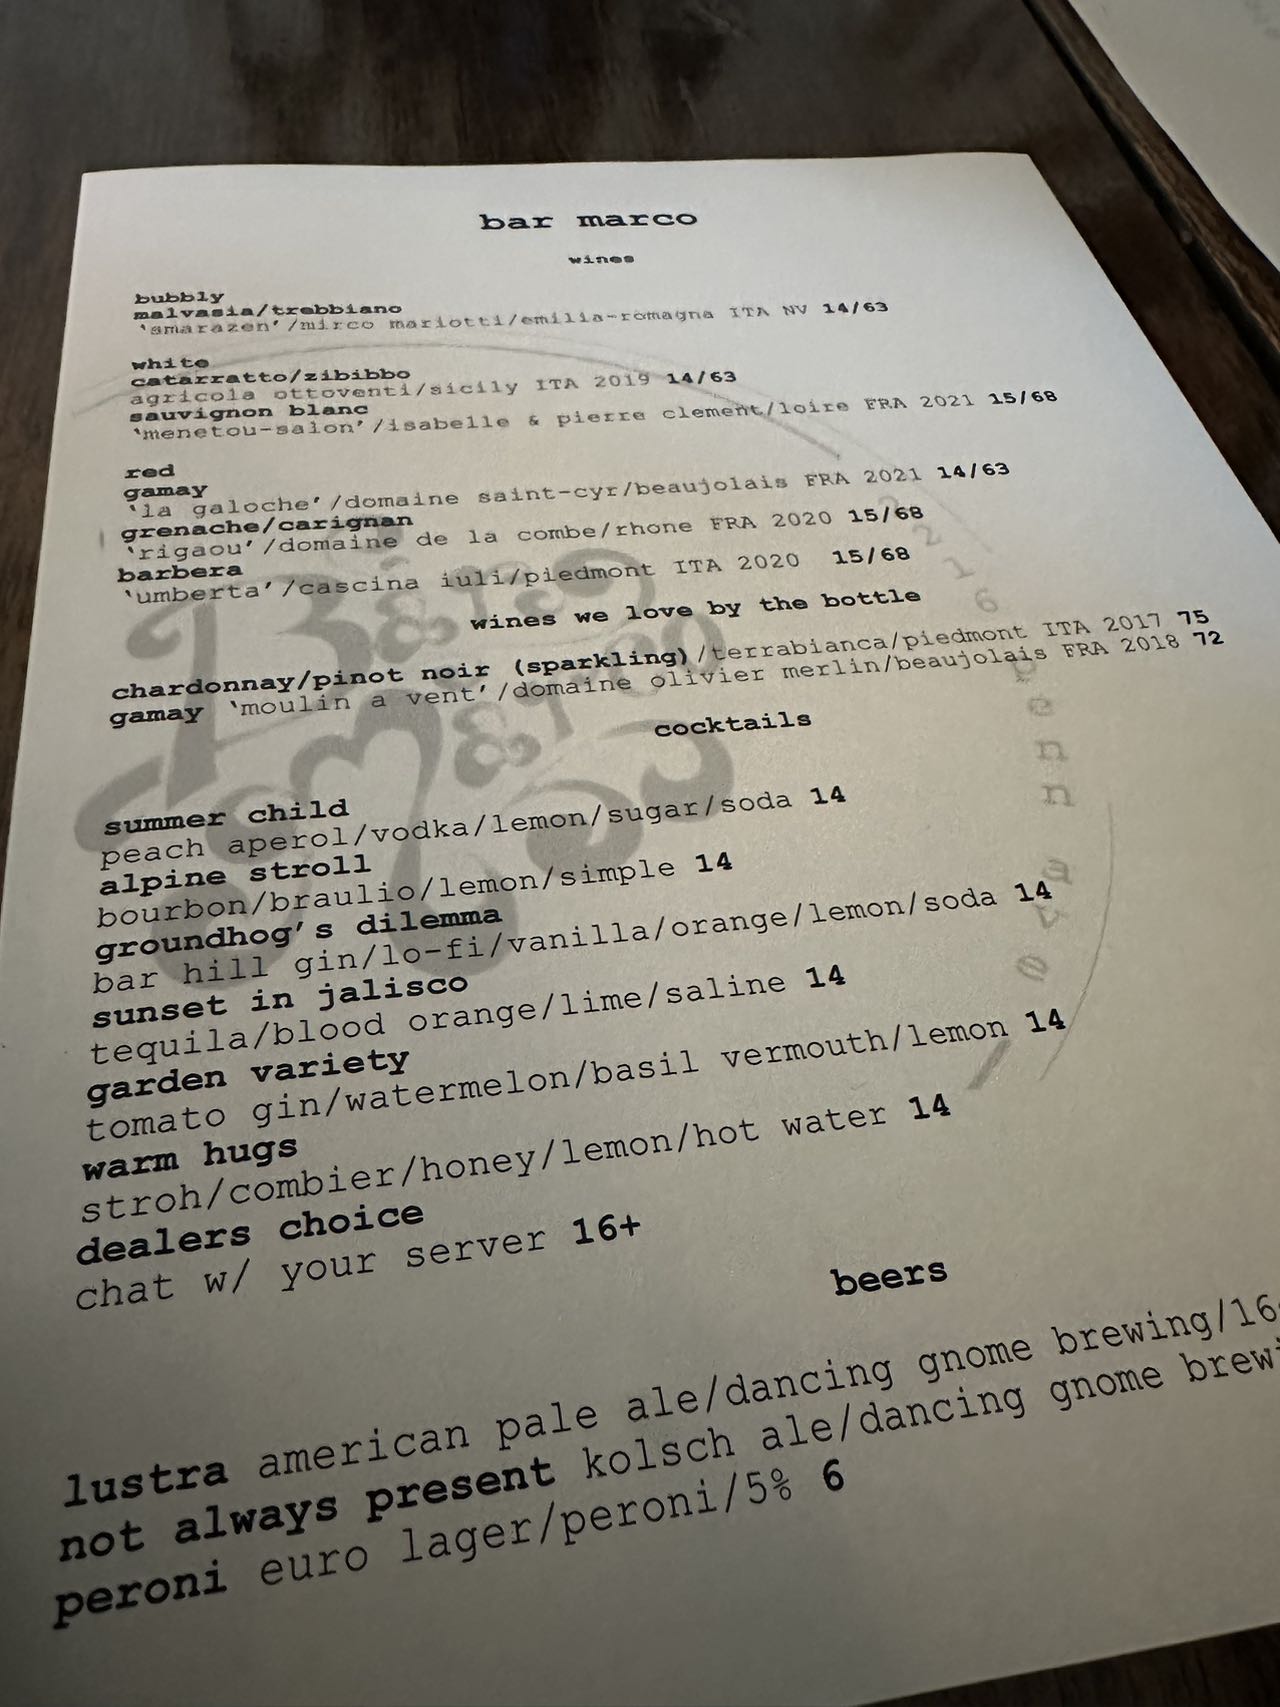 bar marco
wines
bubbly
malvasia/trebbiano
'smarazen'/mirco mariotti/emilia-romagna ITA NV 14/63
white
catarratto/zibibbo
agricola ottoventi/sicily ITA 2019 14/63
sauvignon blanc
'menetou-salon'/isabelle & pierre clement/loire FRA 2021 15/68
red
gamay
'la galoche'/domaine saint-cyr/beaujolais FRA 2021 14/63
grenache/carignan
'rigaou'/domaine de la combe/rhone FRA 2020 15/68
barbera
'umberta'/cascina iuli/piedmont ITA 2020 15/68
wines we love by the bottle
chardonnay/pinot noir (sparkling)/terrabianca/piedmont ITA 2017 75
gamay 'moulin a vent'/domaine olivier merlin/beaujolais FRA 2018 72
cocktails
summer child
peach aperol/vodka/lemon/sugar/soda 14
alpine stroll
bourbon/braulio/lemon/simple 14
groundhog's dilemma
bar hill gin/lo-fi/vanilla/orange/lemon/soda 14
sunset in jalisco
tequila/blood orange/lime/saline 14
garden variety
tomato gin/watermelon/basil vermouth/lemon 14
warm hugs
stroh/combier/honey/lemon/hot water 14
dealers choice
chat w/ your server 16+
beers
lustra american pale ale/dancing gnome brewing/16
not always present kolsch ale/dancing gnome brew
peroni euro lager/peroni/5% 6
2216 penn ave